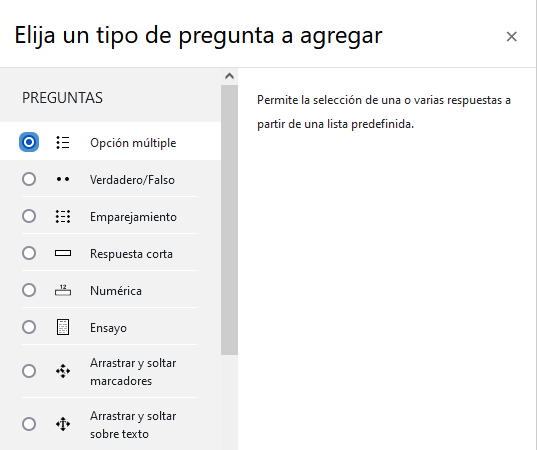 Elija un tipo de pregunta a agregar
×
PREGUNTAS
Opción múltiple
Verdadero/Falso
Emparejamiento
Respuesta corta
12
Numérica
Ensayo
Arrastrar y soltar
marcadores
Arrastrar y soltar
sobre texto
Permite la selección de una o varias respuestas a
partir de una lista predefinida.